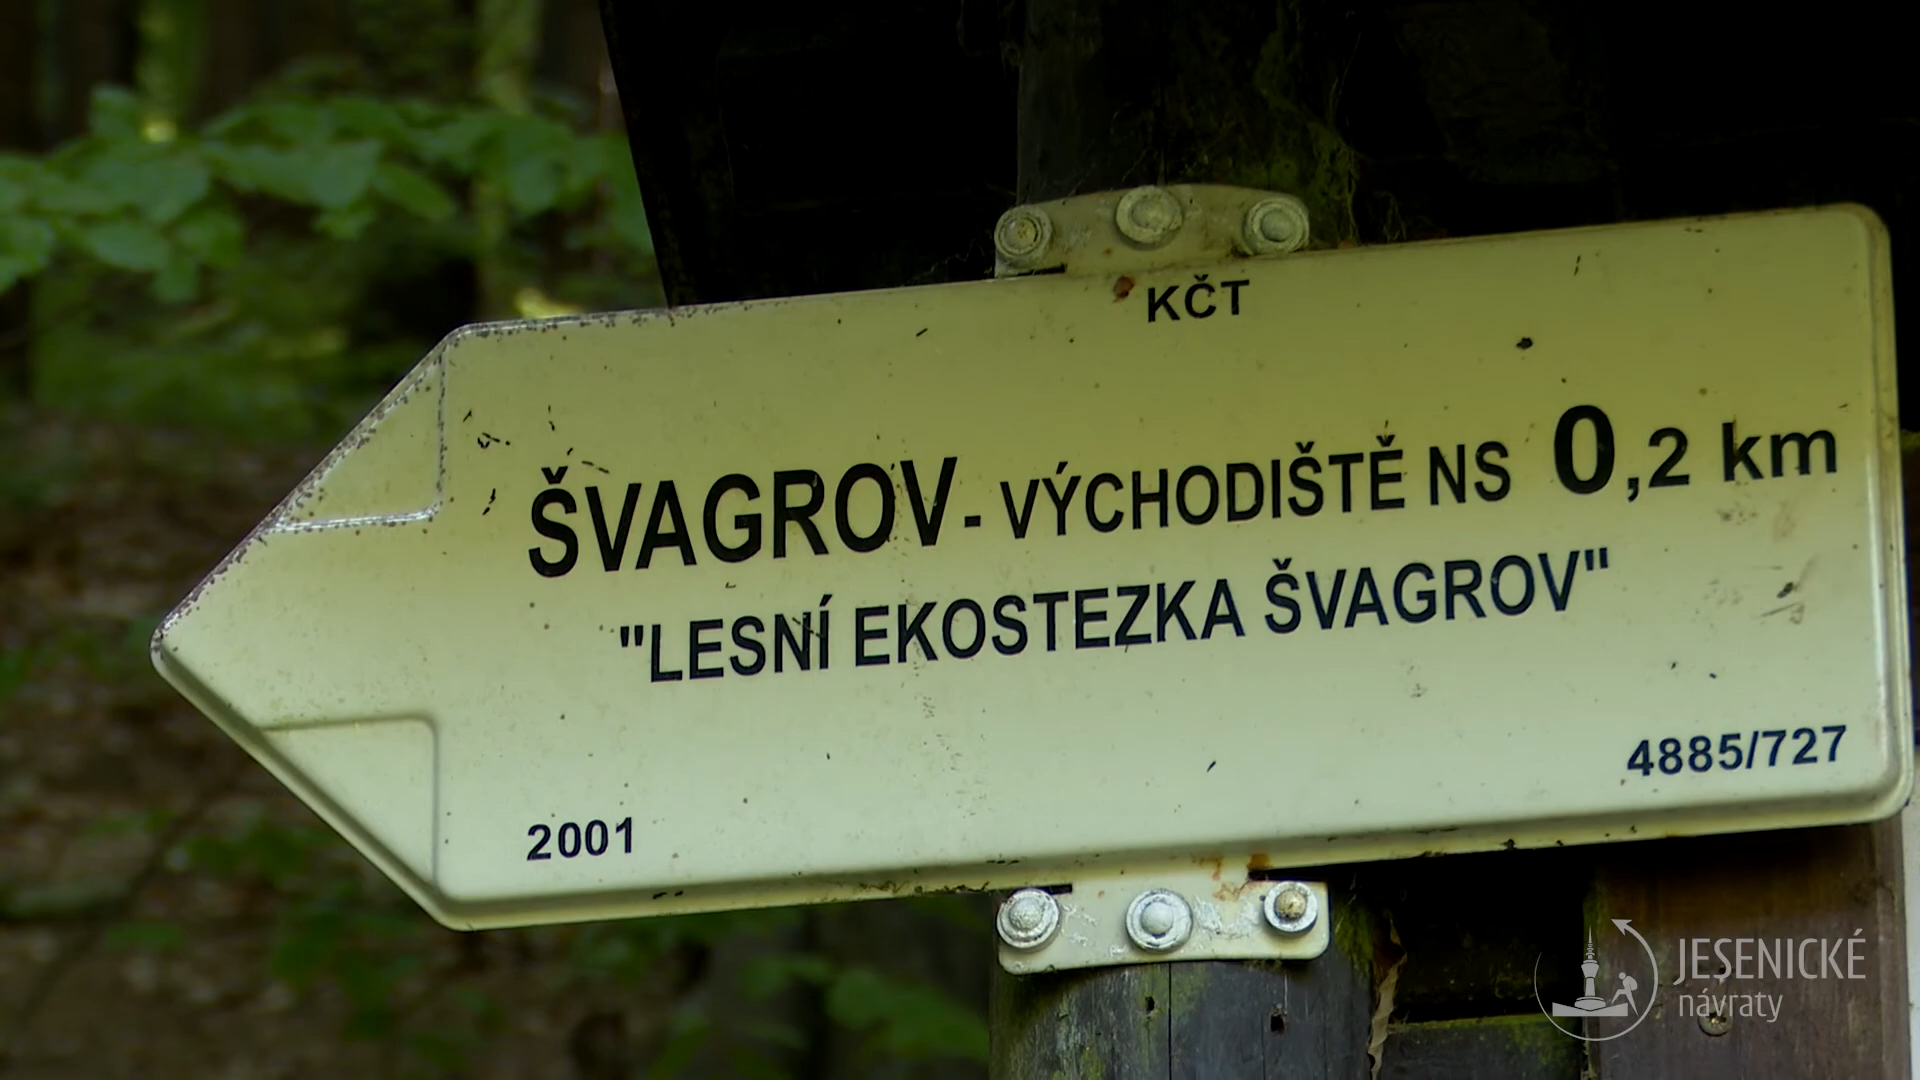 KČT
ŠVAGROV- VÝCHODIŠTĚ NS 0,2 km
"LESNÍ EKOSTEZKA ŠVAGROV"
4885/727
2001
JESENICKÉ
návraty